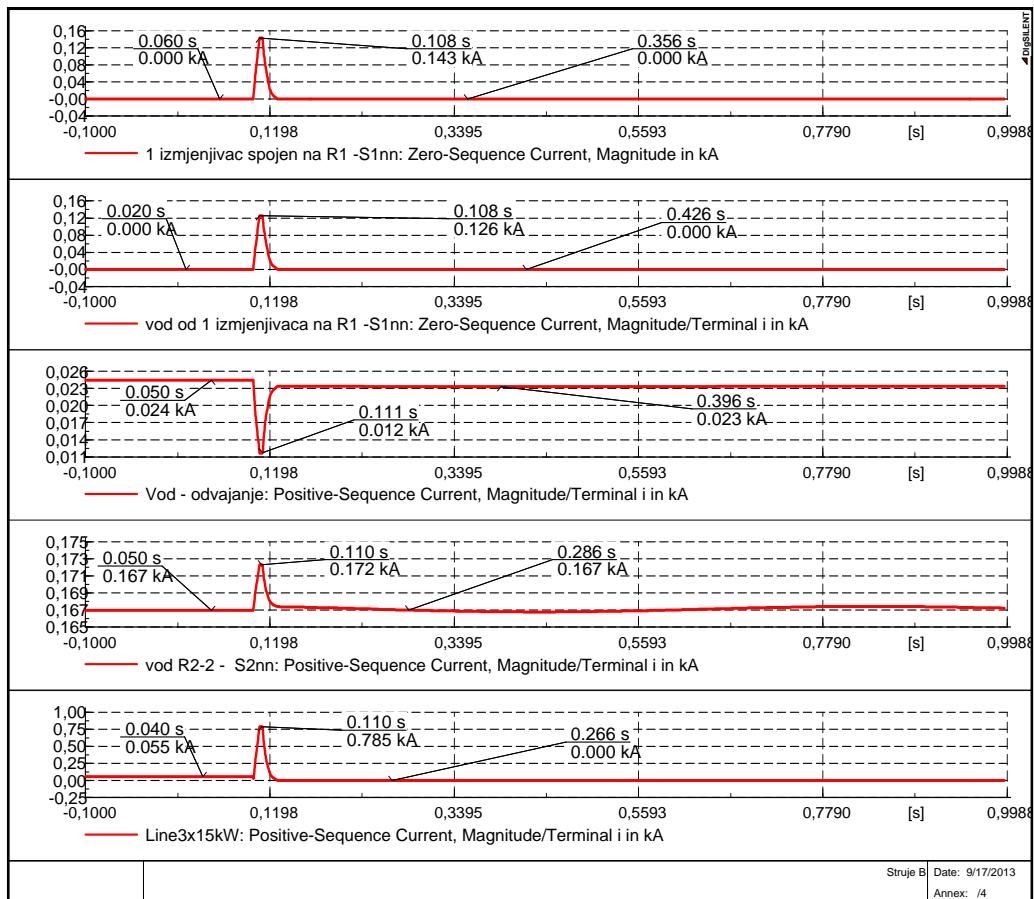 DIgSILENT
0,16
0,12
0,08
0,04
-0,00
-0,04
0.060 s
0.000 kA
0.108 s
0.143 kA
0.356 s
0.000 kA
-0,1000 0,1198 0,3395 0,5593 0,7790 [s] 0,9988
1 izmjenjivac spojen na R1 -S1nn: Zero-Sequence Current, Magnitude in kA
0,16
0,12
0,08
0,04
-0,00
-0,04
0.020 s
0.000 kA
0.108 s
0.126 kA
0.426 s
0.000 kA
-0,1000 0,1198 0,3395 0,5593 0,7790 [s] 0,9988
vod od 1 izmjenjivaca na R1 -S1nn: Zero-Sequence Current, Magnitude/Terminal i in kA
0,026
0,023
0,020
0,017
0,014
0,011
0.050 s
0.024 kA
0.111 s
0.012 kA
0.396 s
0.023 kA
-0,1000 0,1198 0,3395 0,5593 0,7790 [s] 0,9988
Vod - odvajanje: Positive-Sequence Current, Magnitude/Terminal i in kA
0,175
0,173
0,171
0,169
0,167
0,165
0.050 s
0.167 kA
0.110 s
0.172 kA
0.286 s
0.167 kA
-0,1000 0,1198 0,3395 0,5593 0,7790 [s] 0,9988
vod R2-2 - S2nn: Positive-Sequence Current, Magnitude/Terminal i in kA
1,00
0,75
0,50
0,25
0,00
-0,25
0.040 s
0.055 kA
0.110 s
0.785 kA
0.266 s
0.000 kA
-0,1000 0,1198 0,3395 0,5593 0,7790 [s] 0,9988
Line3x15kW: Positive-Sequence Current, Magnitude/Terminal i in kA
Struje B
Date: 9/17/2013
Annex: /4